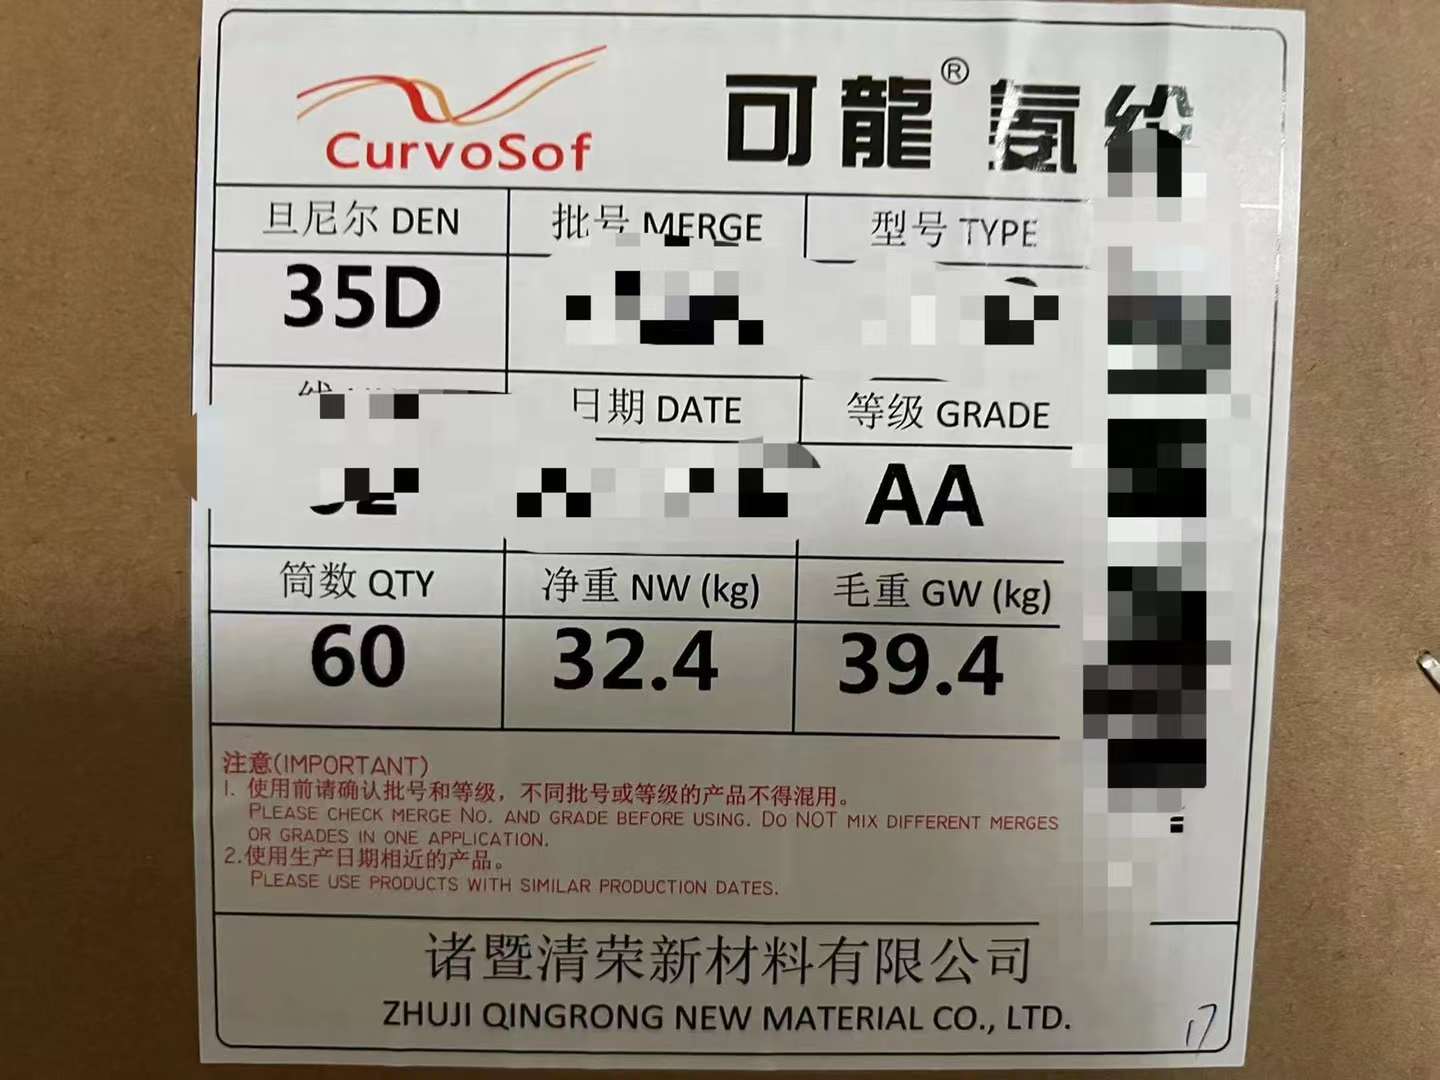 CurvoSof
可龍® 氨纶
旦尼尔 DEN
批号 MERGE
型号 TYPE
35D
日期 DATE
等级 GRADE
AA
筒数 QTY
净重 NW (kg)
毛重 GW (kg)
60
32.4
39.4
注意(IMPORTANT)
1. 使用前请确认批号和等级，不同批号或等级的产品不得混用。
PLEASE CHECK MERGE NO. AND GRADE BEFORE USING. DO NOT MIX DIFFERENT MERGES
OR GRADES IN ONE APPLICATION.
2.使用生产日期相近的产品。
PLEASE USE PRODUCTS WITH SIMILAR PRODUCTION DATES.
诸暨清荣新材料有限公司
ZHUJI QINGRONG NEW MATERIAL CO., LTD.
17